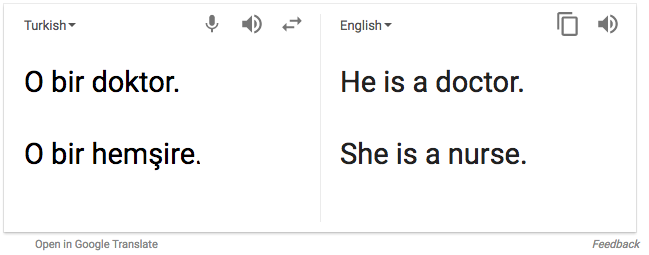 Turkish English
O bir doktor. He is a doctor.
O bir hemşire. She is a nurse.
Open in Google Translate Feedback